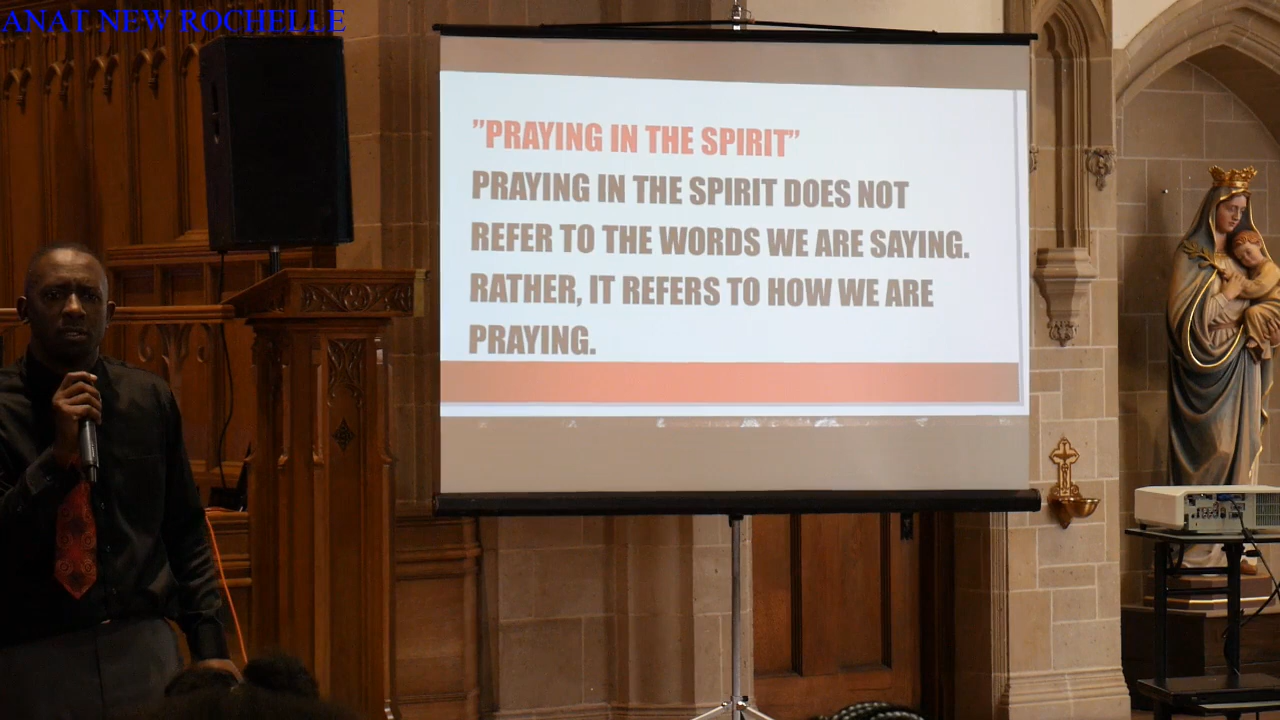 ANAT NEW ROCHELLE
”PRAYING IN THE SPIRIT”
PRAYING IN THE SPIRIT DOES NOT
REFER TO THE WORDS WE ARE SAYING.
RATHER, IT REFERS TO HOW WE ARE
PRAYING.